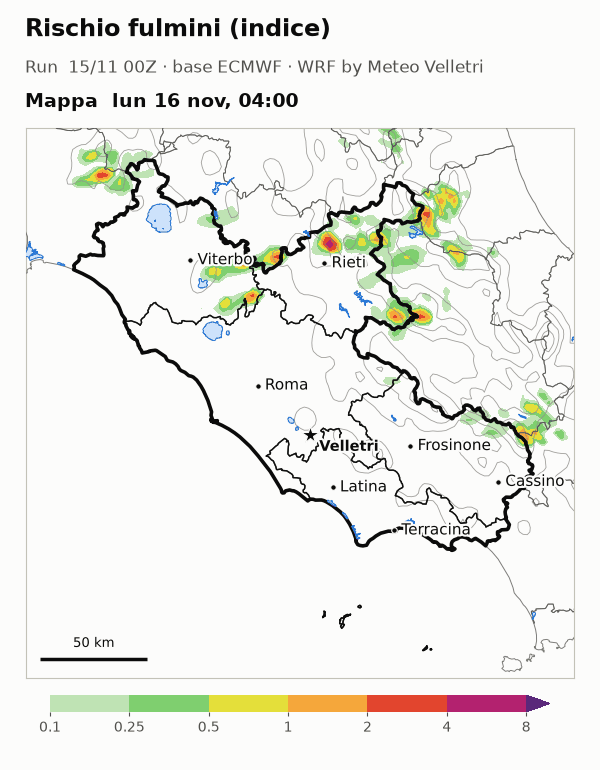 Rischio fulmini (indice)
Run  15/11 00Z · base ECMWF · WRF by Meteo Velletri
Mappa  lun 16 nov, 04:00
Viterbo
Rieti
Roma
Velletri
Frosinone
Latina
Cassino
Terracina
50 km
0.1 0.25 0.5 1 2 4 8